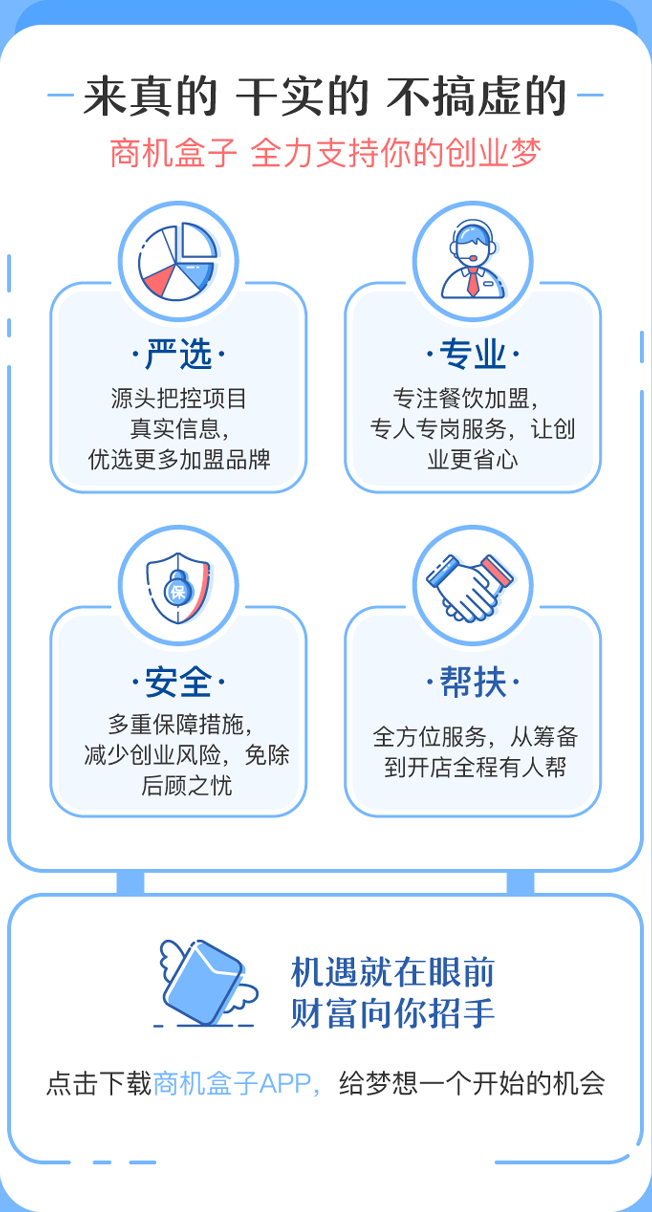 来真的 干实的 不搞虚的
商机盒子 全力支持你的创业梦
·严选·
源头把控项目
真实信息，
优选更多加盟品牌
·专业·
专注餐饮加盟，
专人专岗服务，让创
业更省心
保
·安全·
多重保障措施，
减少创业风险，免除
后顾之忧
·帮扶·
全方位服务，从筹备
到开店全程有人帮
机遇就在眼前
财富向你招手
点击下载商机盒子APP，给梦想一个开始的机会